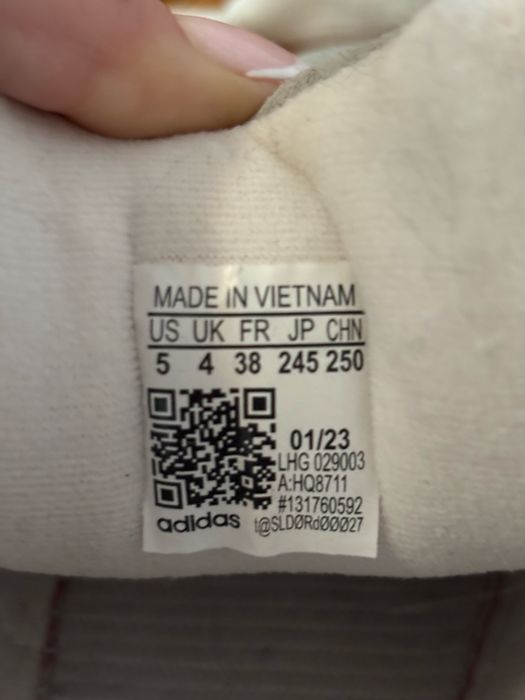 MADE IN VIETNAM
US UK FR JP CHN
5 4 38 245 250
01/23
LHG 029003
A:HQ8711
#131760592
adidas t@SLDØRdØØØ27